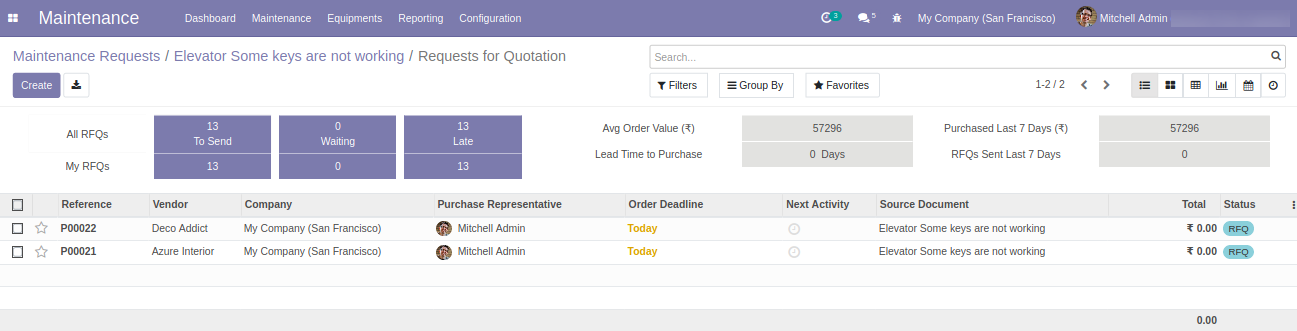 Maintenance Dashboard Maintenance Equipments Reporting Configuration 3 5 My Company (San Francisco) Mitchell Admin
Maintenance Requests / Elevator Some keys are not working / Requests for Quotation
Search...
Create
Filters Group By Favorites 1-2 / 2
All RFQs 13 To Send 0 Waiting 13 Late
My RFQs 13 0 13
Avg Order Value (₹) 57296 Purchased Last 7 Days (₹) 57296
Lead Time to Purchase 0 Days RFQs Sent Last 7 Days 0
Reference Vendor Company Purchase Representative Order Deadline Next Activity Source Document Total Status
P00022 Deco Addict My Company (San Francisco) Mitchell Admin Today Elevator Some keys are not working ₹ 0.00 RFQ
P00021 Azure Interior My Company (San Francisco) Mitchell Admin Today Elevator Some keys are not working ₹ 0.00 RFQ
0.00